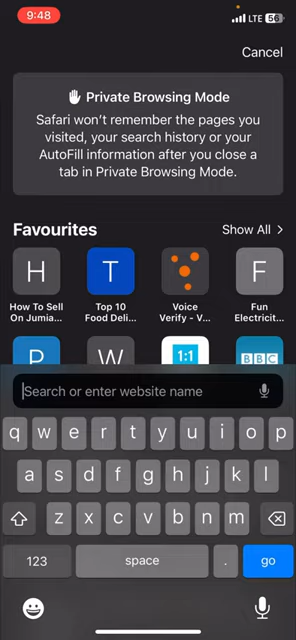 9:48
LTE 56
Cancel
Private Browsing Mode
Safari won't remember the pages you
visited, your search history or your
AutoFill information after you close a
tab in Private Browsing Mode.
Favourites
Show All
H
T
F
How To Sell
On Jumia...
Top 10
Food Deli...
Voice
Verify - V...
Fun
Electricit...
P
W
1:1
BBC
Search or enter website name
q w e r t y u i o p
a s d f g h j k l
z x c v b n m
123
space
.
go